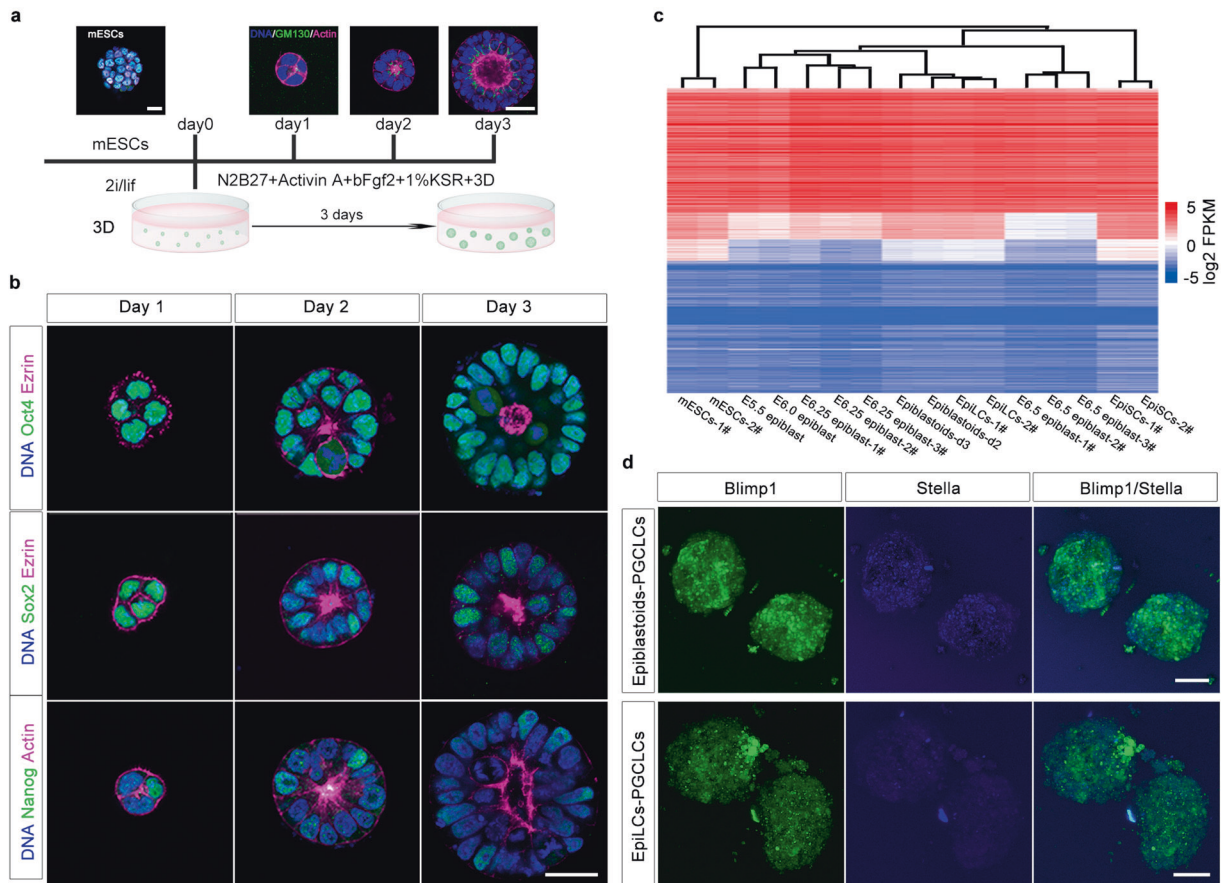 a
mESCs
DNA/GM130/Actin
day0
day1
day2
day3
mESCs
2i/lif
N2B27+Activin A+bFgf2+1%KSR+3D
3D
3 days
b
Day 1
Day 2
Day 3
DNA Oct4 Ezrin
DNA Sox2 Ezrin
DNA Nanog Actin
c
5
0
-5
log2 FPKM
mESCs-1#
mESCs-2#
E5.5 epiblast
E6.0 epiblast
E6.25 epiblast-1#
E6.25 epiblast-2#
E6.25 epiblast-3#
Epiblastoids-d3
Epiblastoids-d2
EpiLCs-1#
EpiLCs-2#
E6.5 epiblast-1#
E6.5 epiblast-2#
E6.5 epiblast-3#
EpiSCs-1#
EpiSCs-2#
d
Blimp1
Stella
Blimp1/Stella
Epiblastoids-PGCLCs
EpiLCs-PGCLCs